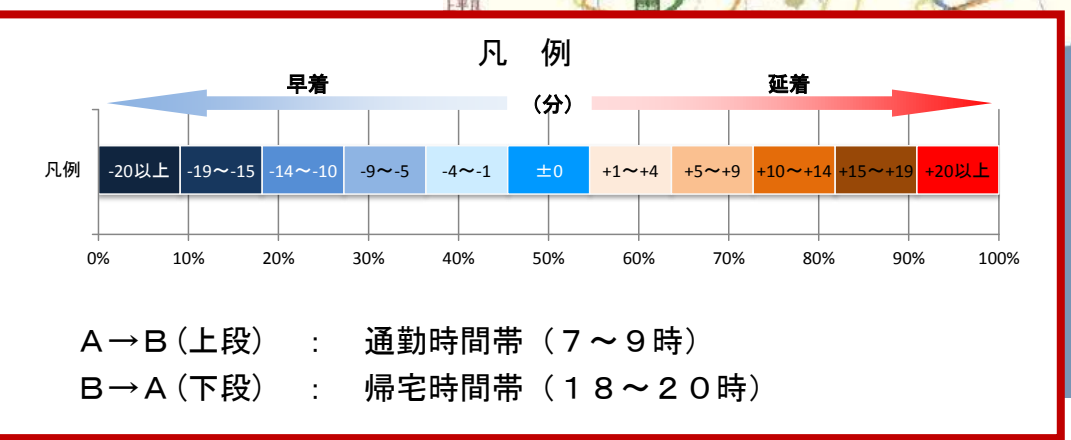 凡　例
早着
延着
(分)
凡例
-20以上 -19～-15 -14～-10 -9～-5 -4～-1 ±0 +1～+4 +5～+9 +10～+14 +15～+19 +20以上
0% 10% 20% 30% 40% 50% 60% 70% 80% 90% 100%
A→B(上段)　:　通勤時間帯（７～９時）
B→A(下段)　:　帰宅時間帯（１８～２０時）